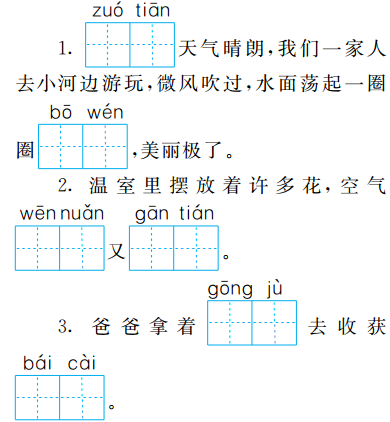 zuó tiān
1. 天气晴朗,我们一家人
去小河边游玩,微风吹过,水面荡起一圈
bō wén
圈 ,美丽极了。
2. 温室里摆放着许多花,空气
wēn nuǎn gān tián
又 。
gōng jù
3. 爸爸拿着 去收获
bái cài
。